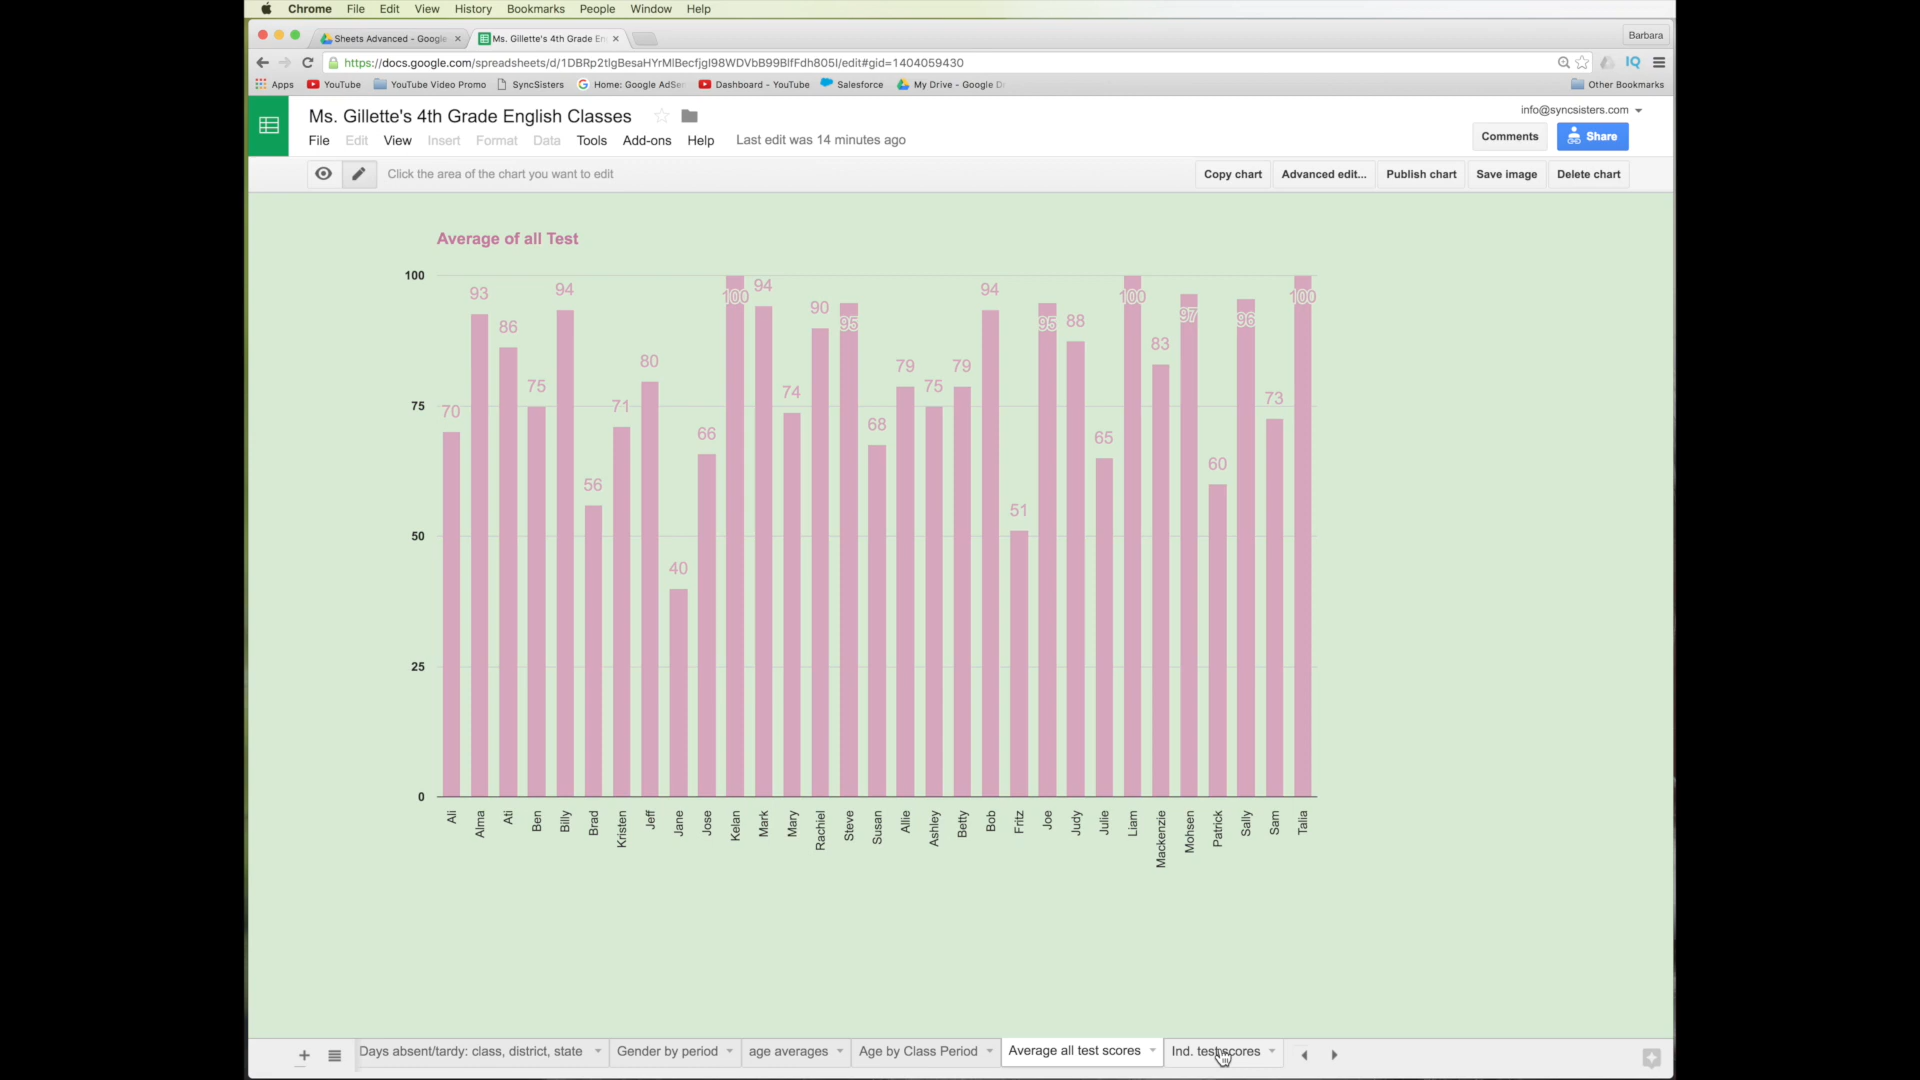 Chrome File Edit View History Bookmarks People Window Help
Sheets Advanced - Google
Ms. Gillette's 4th Grade En
Barbara
https://docs.google.com/spreadsheets/d/1DBRp2tlgBesaHYrMlBecfjgI98WDVbB99BlfFdh805I/edit#gid=1404059430
IQ
Apps YouTube YouTube Video Promo SyncSisters Home: Google AdSer Dashboard - YouTube Salesforce My Drive - Google Dr Other Bookmarks
Ms. Gillette's 4th Grade English Classes
info@syncsisters.com
File Edit View Insert Format Data Tools Add-ons Help Last edit was 14 minutes ago
Comments Share
Click the area of the chart you want to edit
Copy chart Advanced edit... Publish chart Save image Delete chart
Average of all Test
100
75
50
25
0
70 93 86 75 94 56 71 80 40 66 100 94 74 90 95 68 79 75 79 94 51 95 88 65 100 83 97 60 96 73 100
Ali Alma Ati Ben Billy Brad Kristen Jeff Jane Jose Kelan Mark Mary Rachiel Steve Susan Allie Ashley Betty Bob Fritz Joe Judy Julie Liam Mackenzie Mohsen Patrick Sally Sam Talia
Days absent/tardy: class, district, state Gender by period age averages Age by Class Period Average all test scores Ind. test scores